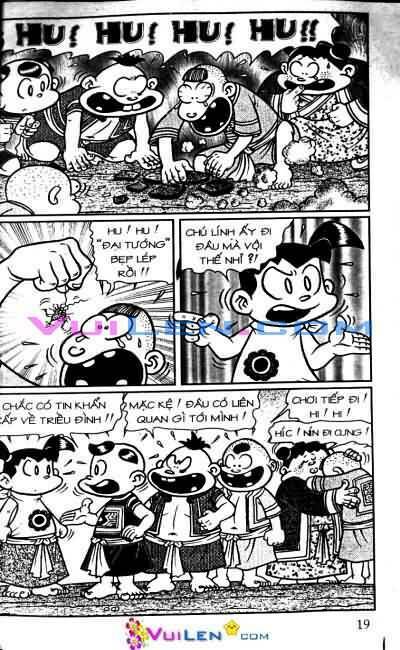 HU! HU! HU! HU!!
HU! HU!
"ĐẠI TƯỚNG"
BẸP LÉP
RỒI!!
CHÚ LÍNH ẤY ĐI
ĐÂU MÀ VỘI
THẾ NHỈ?!
VUILEN.COM
CHẮC CÓ TIN KHẨN
CẤP VỀ TRIỀU ĐÌNH!!
MẶC KỆ! ĐÂU CÓ LIÊN
QUAN GÌ TỚI MÌNH!
CHƠI TIẾP ĐI!
HI! HI!
HÍC! NÍN ĐI CƯNG!
19
VUILEN.COM